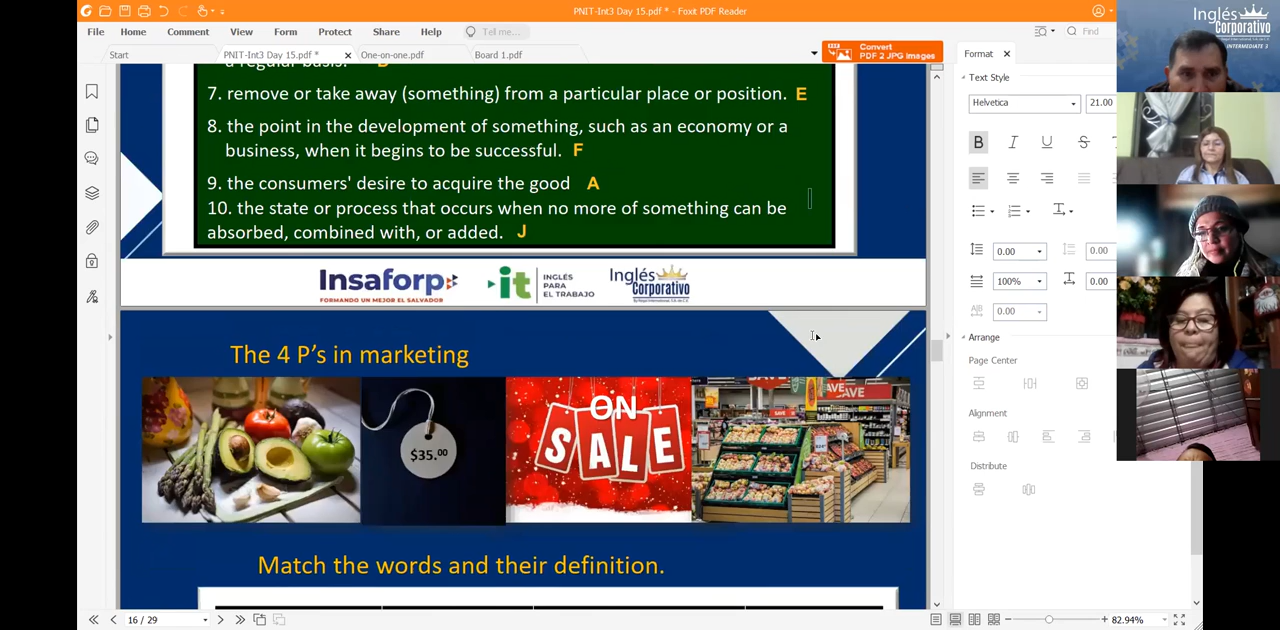 PNIT-Int3 Day 15.pdf * - Foxit PDF Reader
File Home Comment View Form Protect Share Help Tell me... Find
Start PNIT-Int3 Day 15.pdf * One-on-one.pdf Board 1.pdf
Convert
PDF 2 JPG Images
7. remove or take away (something) from a particular place or position. E
8. the point in the development of something, such as an economy or a
business, when it begins to be successful. F
9. the consumers' desire to acquire the good A
10. the state or process that occurs when no more of something can be
absorbed, combined with, or added. J
Insaforp
FORMANDO UN MEJOR EL SALVADOR
it INGLÉS
PARA
EL TRABAJO
Inglés
Corporativo
The 4 P's in marketing
$35.00
ON
SALE
SAVE
SAVE
Match the words and their definition.
16 / 29
82.94%
Format
Text Style
Helvetica 21.00
B I U S T
0.00 0.00
100% 0.00
0.00
Arrange
Page Center
Alignment
Distribute
Inglés
Corporativo
INTERMEDIATE 3